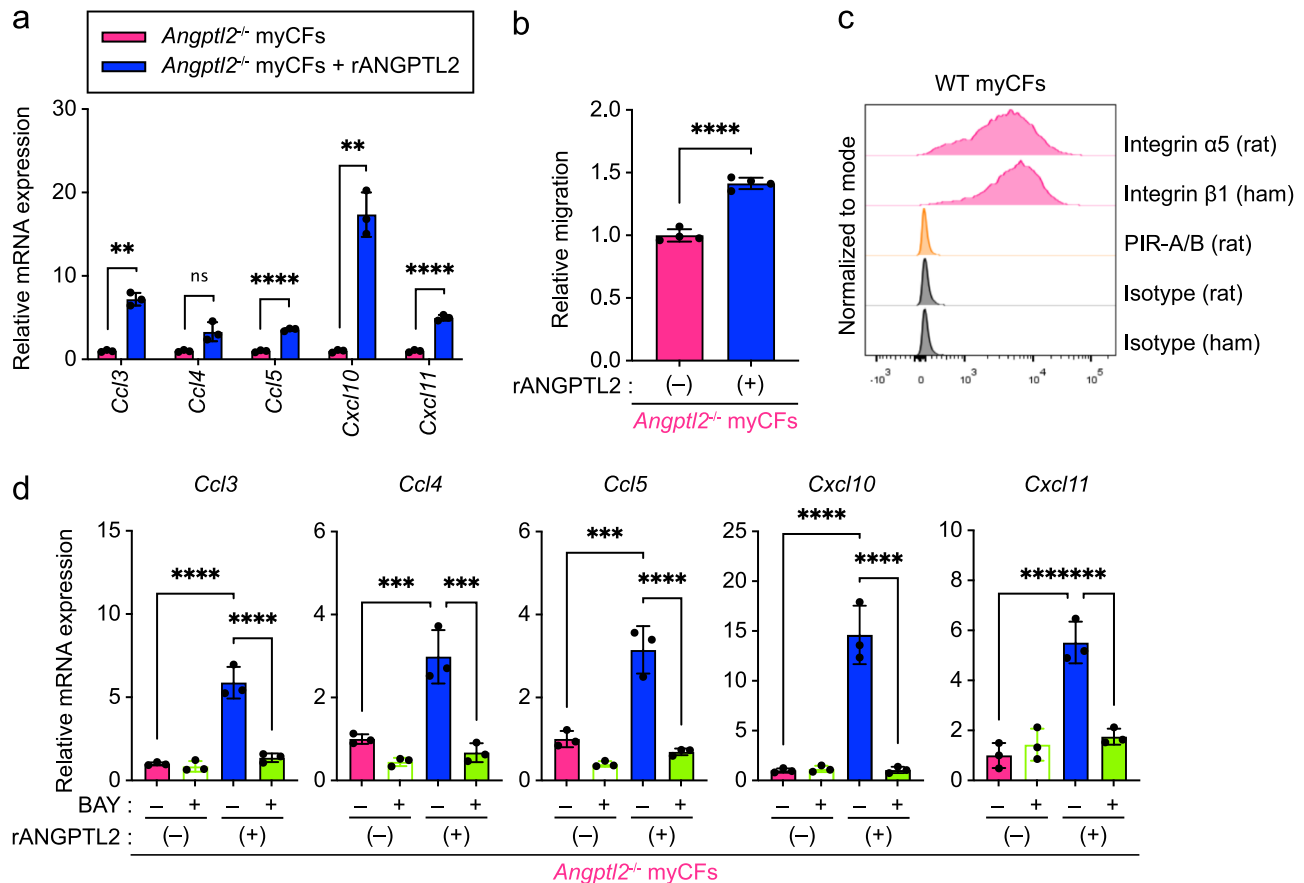 a
Angptl2-/- myCFs
Angptl2-/- myCFs + rANGPTL2
Relative mRNA expression
30
20
10
0
**
ns
****
**
****
Ccl3
Ccl4
Ccl5
Cxcl10
Cxcl11
b
Relative migration
2.0
1.5
1.0
0.5
0.0
****
rANGPTL2 : (–) (+)
Angptl2-/- myCFs
c
WT myCFs
Normalized to mode
Integrin α5 (rat)
Integrin β1 (ham)
PIR-A/B (rat)
Isotype (rat)
Isotype (ham)
-10³ 0 10³ 10⁴ 10⁵
d
Relative mRNA expression
Ccl3
15
10
5
0
****
****
Ccl4
6
4
2
0
*** ***
Ccl5
6
4
2
0
***
****
Cxcl10
25
20
15
10
5
0
****
****
Cxcl11
10
8
6
4
2
0
*******
BAY : – + – + – + – + – + – + – + – + – + – +
rANGPTL2 : (–) (+) (–) (+) (–) (+) (–) (+) (–) (+)
Angptl2-/- myCFs